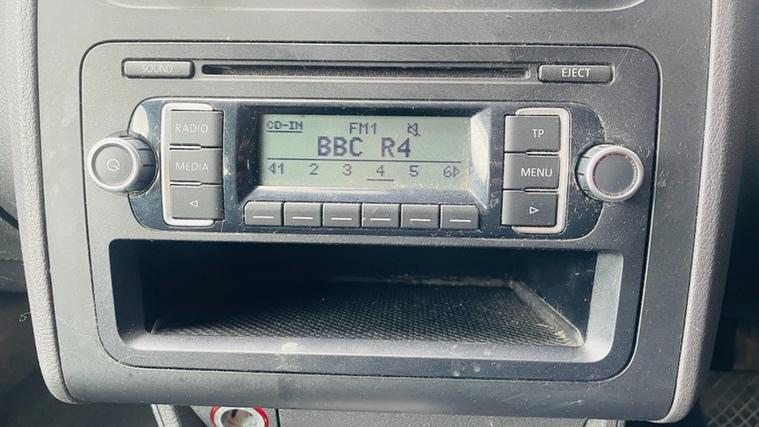 SOUND
EJECT
RADIO
CD-IN FM1
TP
BBC R4
MEDIA
MENU
1 2 3 4 5 6